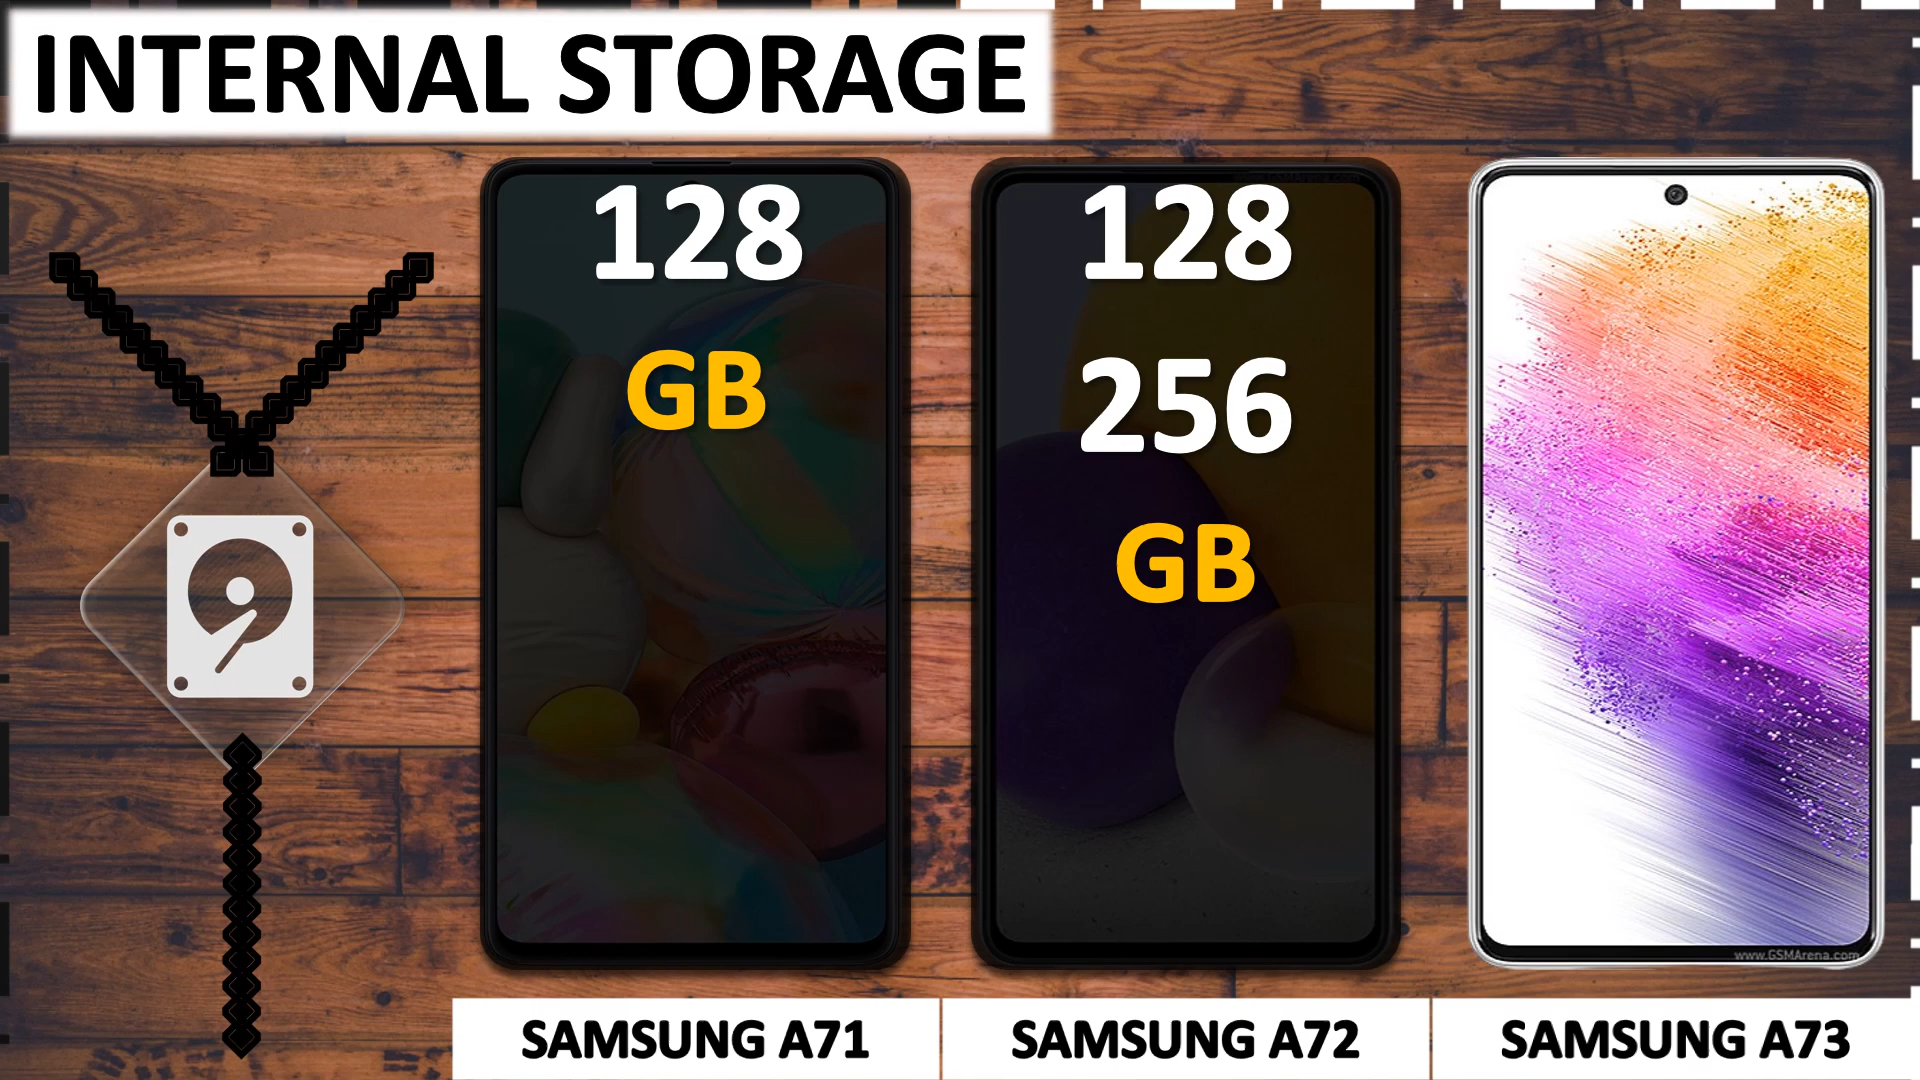 INTERNAL STORAGE
128
GB
128
256
GB
www.GSMArena.com
SAMSUNG A71
SAMSUNG A72
SAMSUNG A73